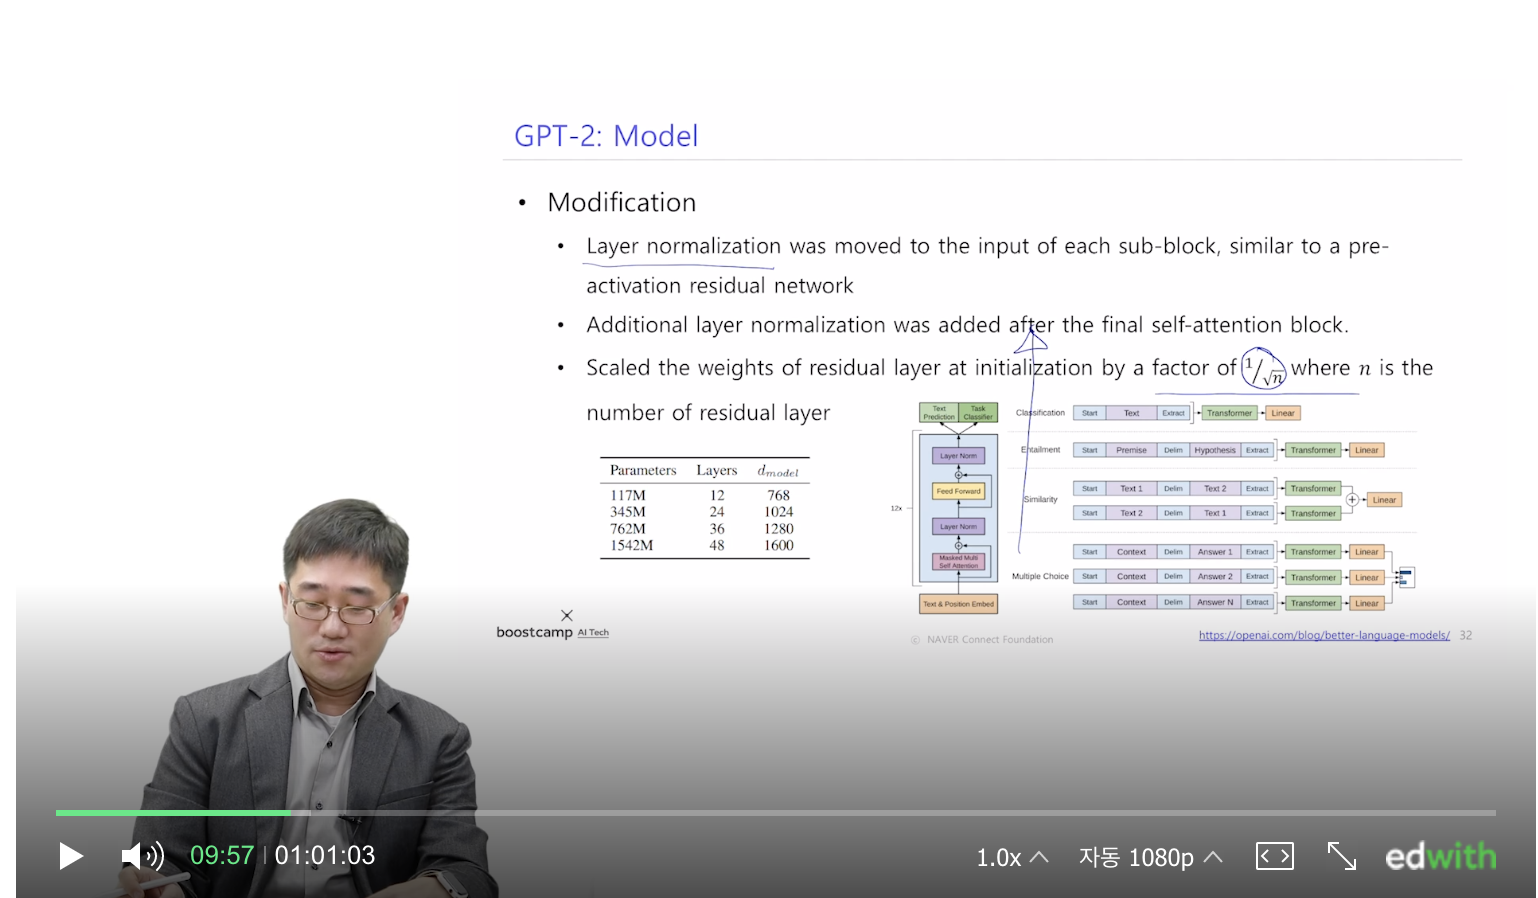 GPT-2: Model
• Modification
• Layer normalization was moved to the input of each sub-block, similar to a pre-
activation residual network
• Additional layer normalization was added after the final self-attention block.
• Scaled the weights of residual layer at initialization by a factor of 1/√n where n is the
number of residual layer
Parameters Layers d_model
117M 12 768
345M 24 1024
762M 36 1280
1542M 48 1600
Text Prediction Task Classifier
Layer Norm
Feed Forward
12x
Layer Norm
Masked Multi Self Attention
Text & Position Embed
Classification Start Text Extract Transformer Linear
Entailment Start Premise Delim Hypothesis Extract Transformer Linear
Similarity
Start Text 1 Delim Text 2 Extract Transformer
Start Text 2 Delim Text 1 Extract Transformer
Linear
Multiple Choice
Start Context Delim Answer 1 Extract Transformer Linear
Start Context Delim Answer 2 Extract Transformer Linear
Start Context Delim Answer N Extract Transformer Linear
boostcamp AI Tech
© NAVER Connect Foundation
https://openai.com/blog/better-language-models/ 32
09:57 | 01:01:03
1.0x 자동 1080p edwith